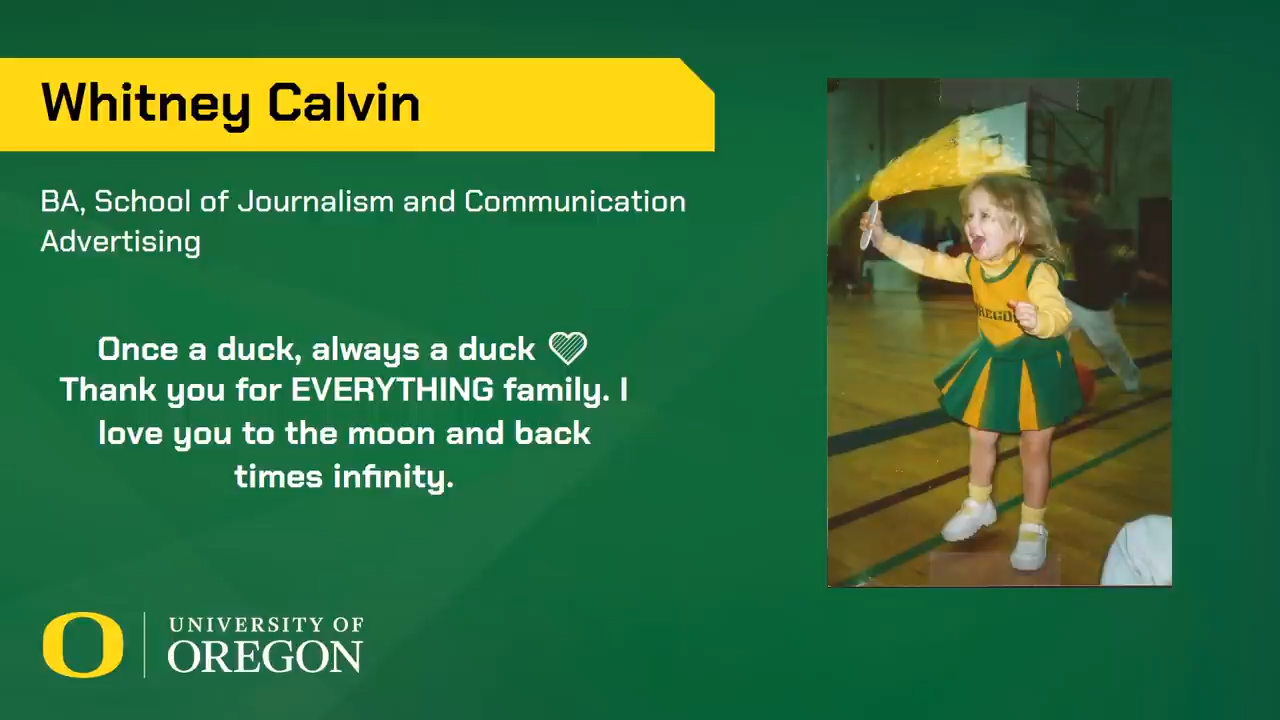 Whitney Calvin
BA, School of Journalism and Communication
Advertising
Once a duck, always a duck
Thank you for EVERYTHING family. I
love you to the moon and back
times infinity.
O
UNIVERSITY OF
OREGON
OREGON